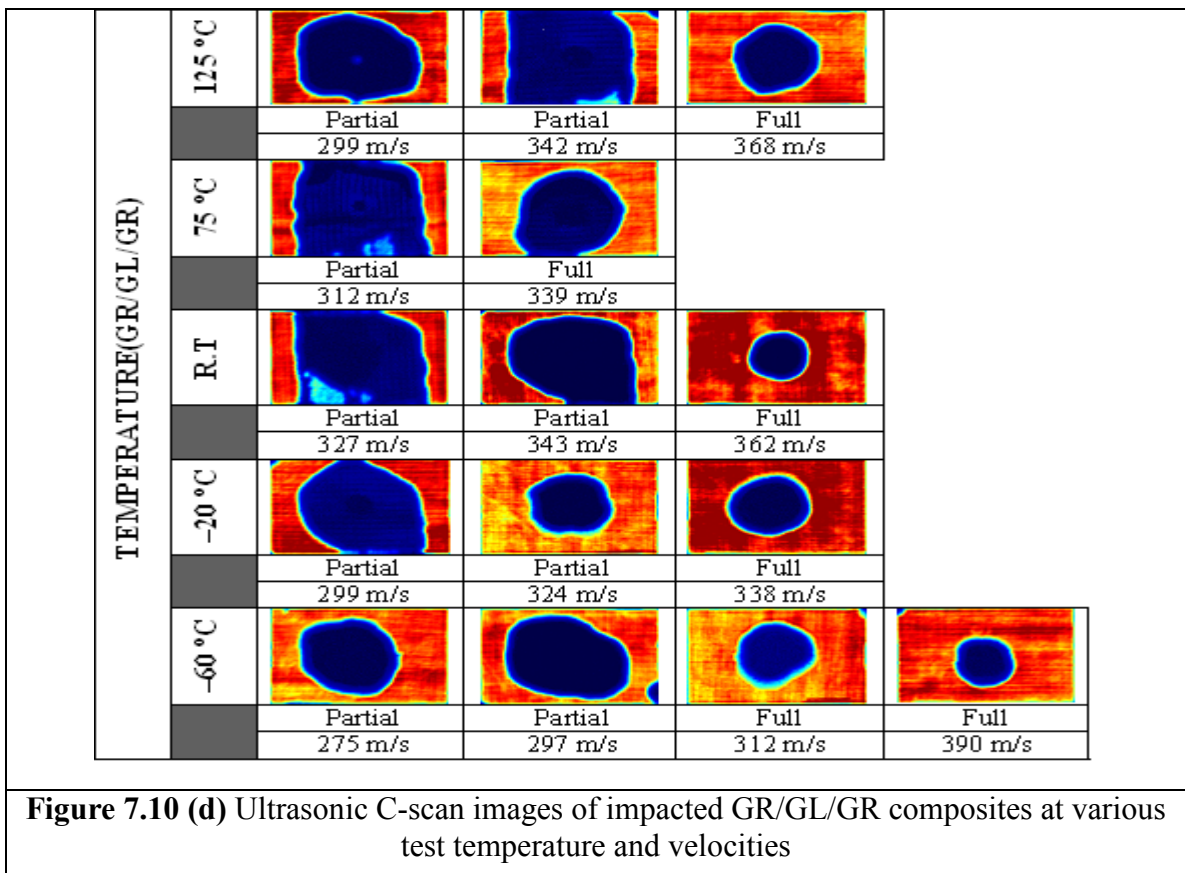 TEMPERATURE(GR/GL/GR)
125 °C
Partial Partial Full
299 m/s 342 m/s 368 m/s
75 °C
Partial Full
312 m/s 339 m/s
R.T
Partial Partial Full
327 m/s 343 m/s 362 m/s
–20 °C
Partial Partial Full
299 m/s 324 m/s 338 m/s
–60 °C
Partial Partial Full Full
275 m/s 297 m/s 312 m/s 390 m/s
Figure 7.10 (d) Ultrasonic C-scan images of impacted GR/GL/GR composites at various
test temperature and velocities